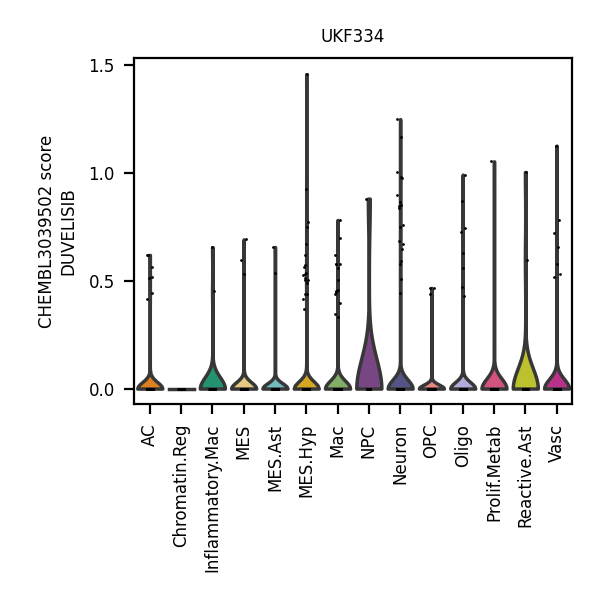 UKF334
CHEMBL3039502 score
DUVELISIB
1.5
1.0
0.5
0.0
AC
Chromatin.Reg
Inflammatory.Mac
MES
MES.Ast
MES.Hyp
Mac
NPC
Neuron
OPC
Oligo
Prolif.Metab
Reactive.Ast
Vasc